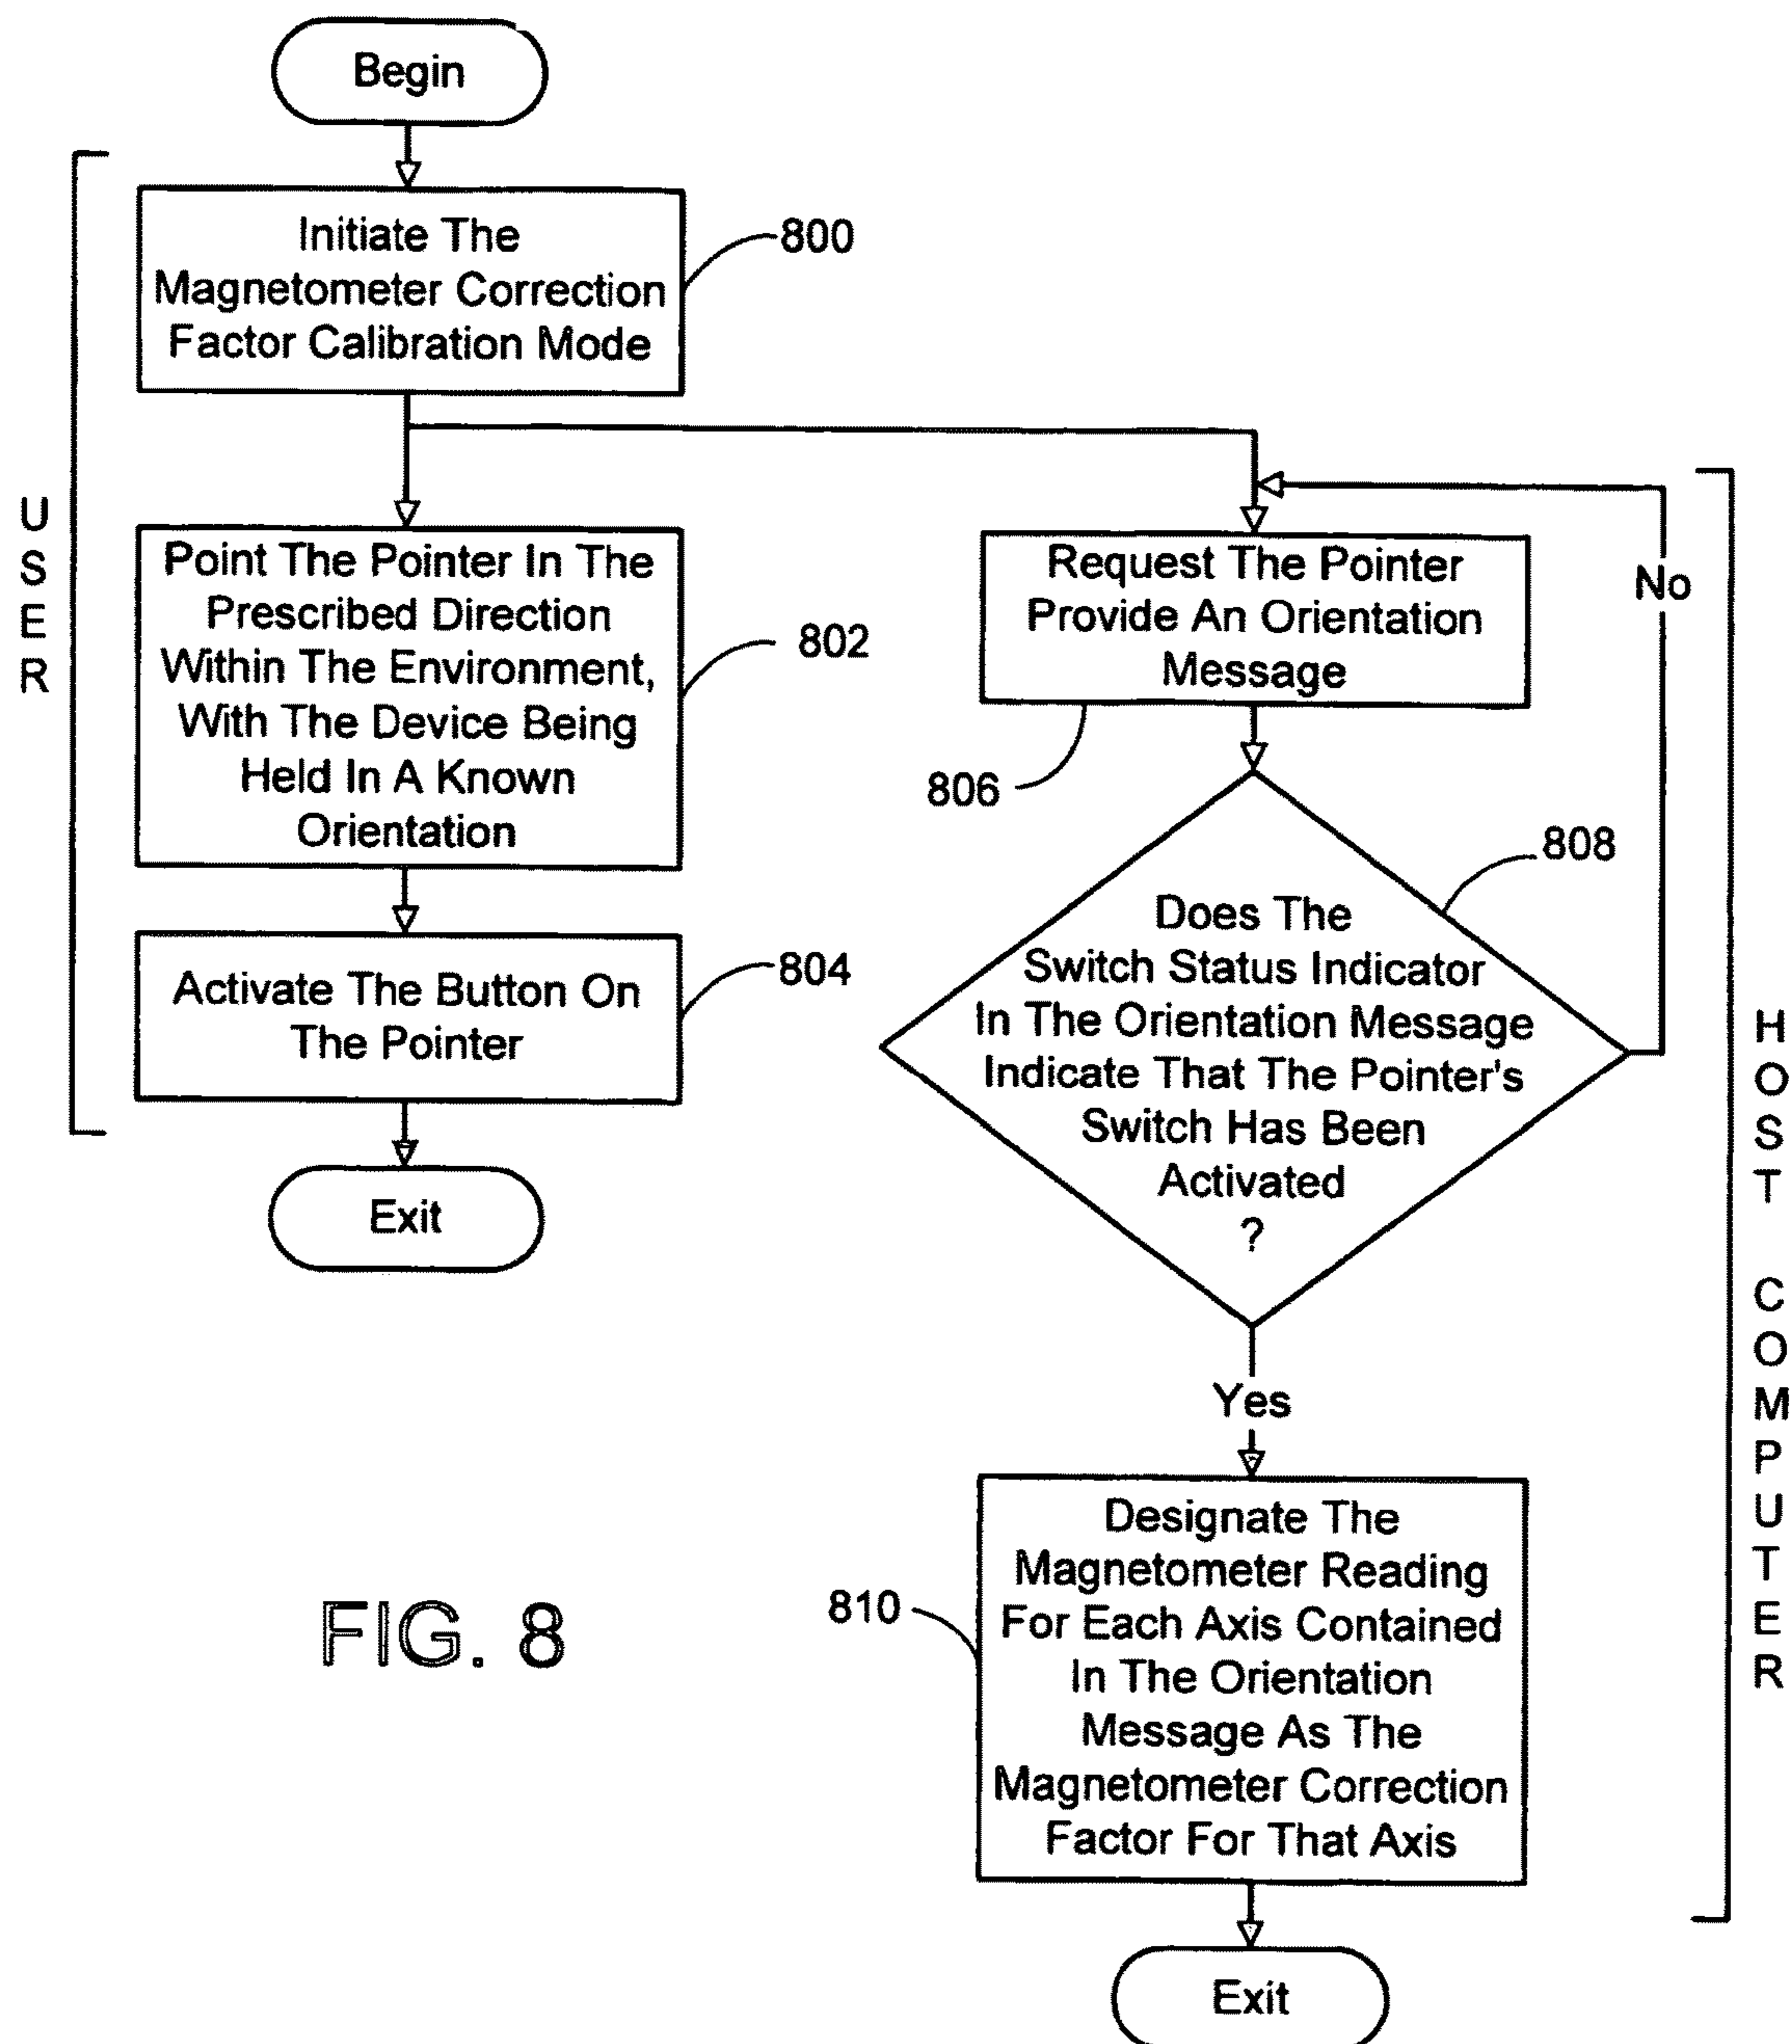 Begin
Initiate The
Magnetometer Correction
Factor Calibration Mode
800
USER
Point The Pointer In The
Prescribed Direction
Within The Environment,
With The Device Being
Held In A Known
Orientation
802
Activate The Button On
The Pointer
804
Exit
Request The Pointer
Provide An Orientation
Message
806
No
Does The
Switch Status Indicator
In The Orientation Message
Indicate That The Pointer's
Switch Has Been
Activated
?
808
Yes
Designate The
Magnetometer Reading
For Each Axis Contained
In The Orientation
Message As The
Magnetometer Correction
Factor For That Axis
810
HOST COMPUTER
Exit
FIG. 8